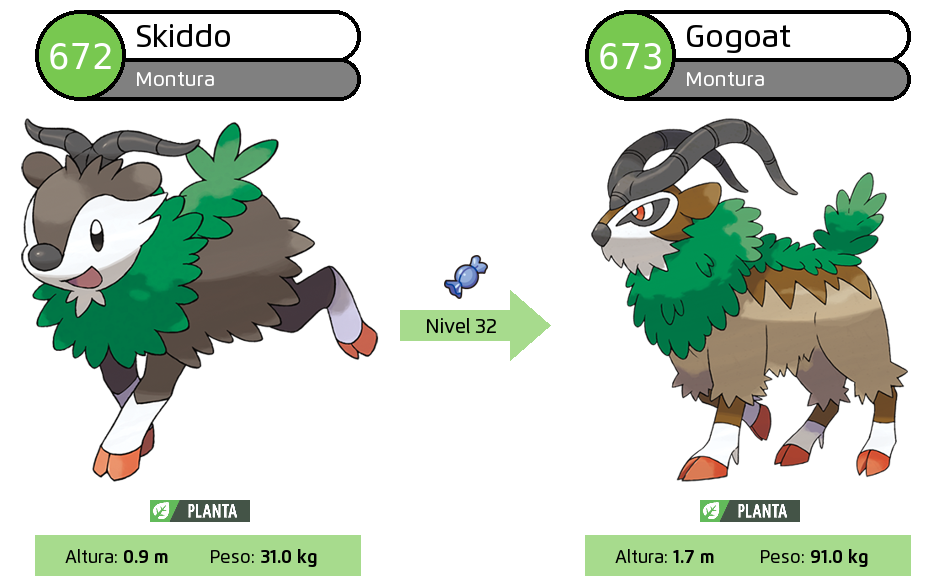 672
Skiddo
Montura
673
Gogoat
Montura
Nivel 32
PLANTA
PLANTA
Altura: 0.9 m Peso: 31.0 kg
Altura: 1.7 m Peso: 91.0 kg